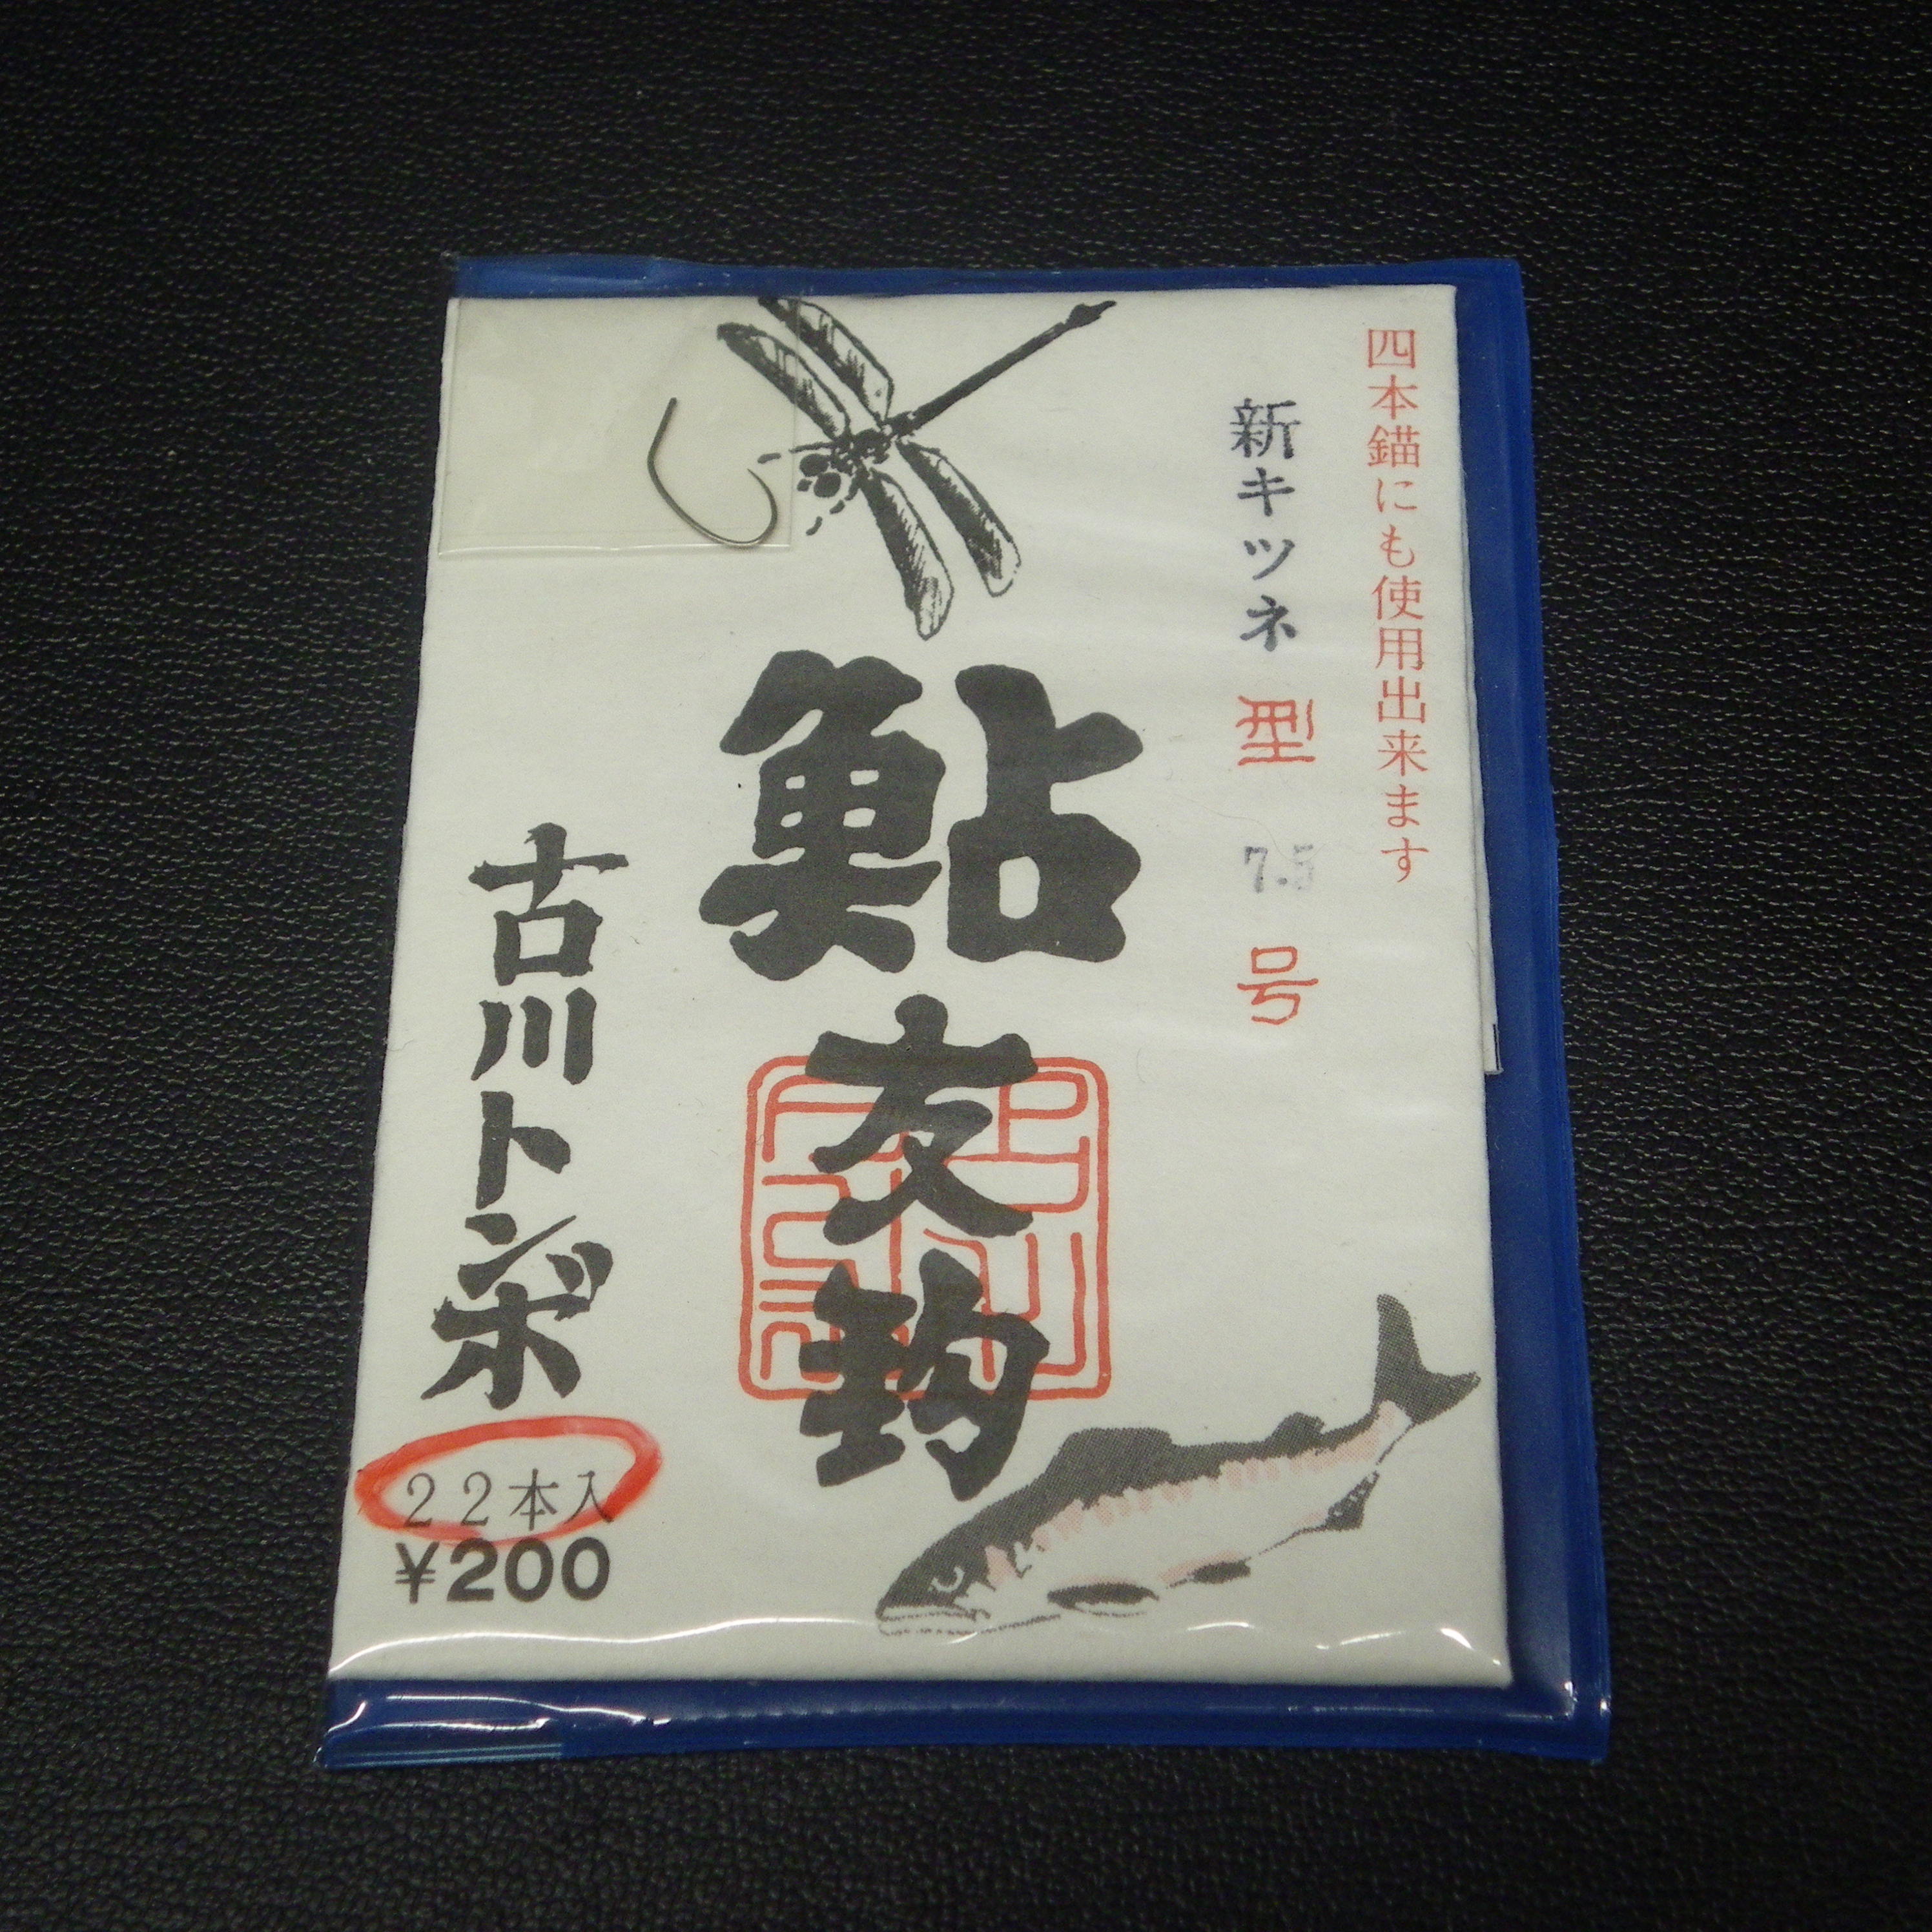 四本錨にも使用出来ます
新キツネ型 7.5号
鮎友鈎
古川トンボ
22本入
¥200